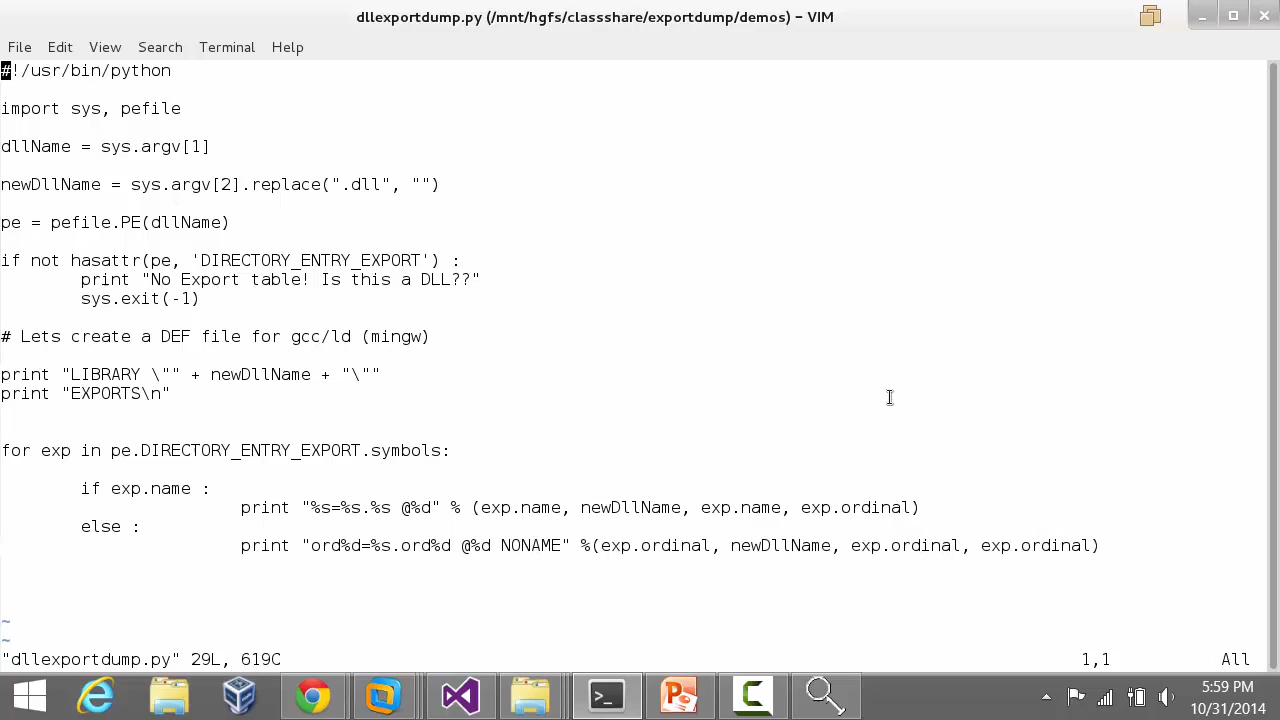 dllexportdump.py (/mnt/hgfs/classshare/exportdump/demos) – VIM
File Edit View Search Terminal Help
#!/usr/bin/python
import sys, pefile
dllName = sys.argv[1]
newDllName = sys.argv[2].replace(".dll", "")
pe = pefile.PE(dllName)
if not hasattr(pe, 'DIRECTORY_ENTRY_EXPORT') :
print "No Export table! Is this a DLL??"
sys.exit(-1)
# Lets create a DEF file for gcc/ld (mingw)
print "LIBRARY \"" + newDllName + "\""
print "EXPORTS\n"
for exp in pe.DIRECTORY_ENTRY_EXPORT.symbols:
if exp.name :
print "%s=%s.%s @%d" % (exp.name, newDllName, exp.name, exp.ordinal)
else :
print "ord%d=%s.ord%d @%d NONAME" %(exp.ordinal, newDllName, exp.ordinal, exp.ordinal)
~
~
"dllexportdump.py" 29L, 619C 1,1 All
5:59 PM
10/31/2014